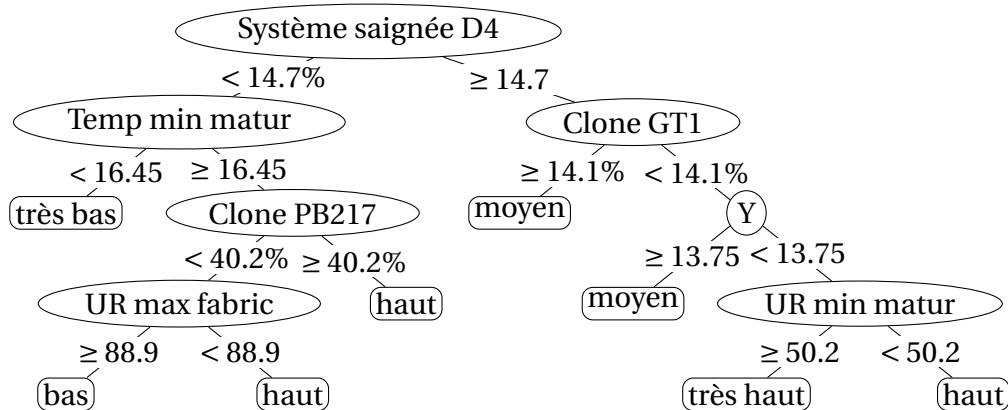 Système saignée D4
< 14.7% ≥ 14.7
Temp min matur Clone GT1
< 16.45 ≥ 16.45 ≥ 14.1% < 14.1%
très bas Clone PB217 moyen Y
< 40.2% ≥ 40.2% ≥ 13.75 < 13.75
UR max fabric haut moyen UR min matur
≥ 88.9 < 88.9 ≥ 50.2 < 50.2
bas haut très haut haut